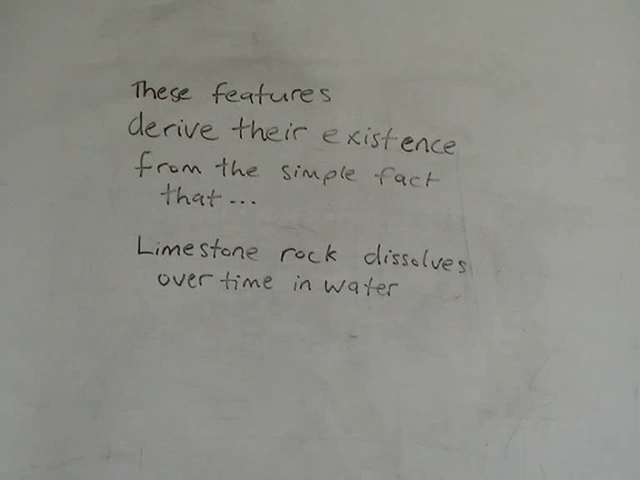 These features
derive their existence
from the simple fact
that...
Limestone rock dissolves
over time in water